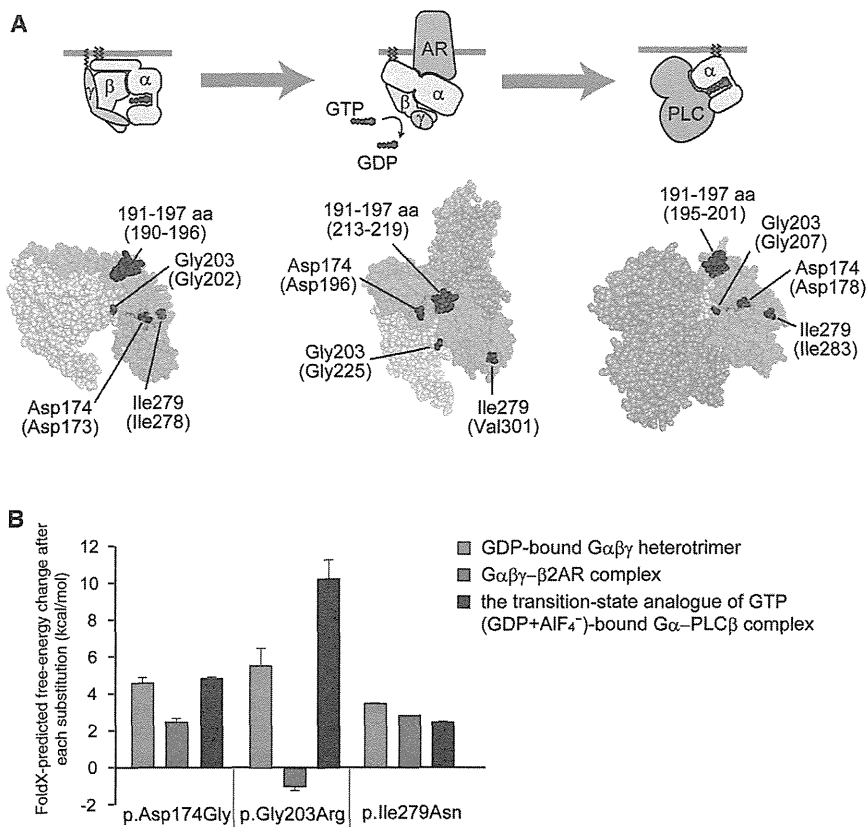 A
γ
β
α
AR
β
α
γ
GTP
GDP
α
PLC
191-197 aa
(190-196)
Gly203
(Gly202)
Asp174
(Asp173)
Ile279
(Ile278)
191-197 aa
(213-219)
Asp174
(Asp196)
Gly203
(Gly225)
Ile279
(Val301)
191-197 aa
(195-201)
Gly203
(Gly207)
Asp174
(Asp178)
Ile279
(Ile283)
B
FoldX-predicted free-energy change after
each substitution (kcal/mol)
12
10
8
6
4
2
0
-2
p.Asp174Gly
p.Gly203Arg
p.Ile279Asn
GDP-bound Gαβγ heterotrimer
Gαβγ–β2AR complex
the transition-state analogue of GTP
(GDP+AlF₄⁻)-bound Gα–PLCβ complex